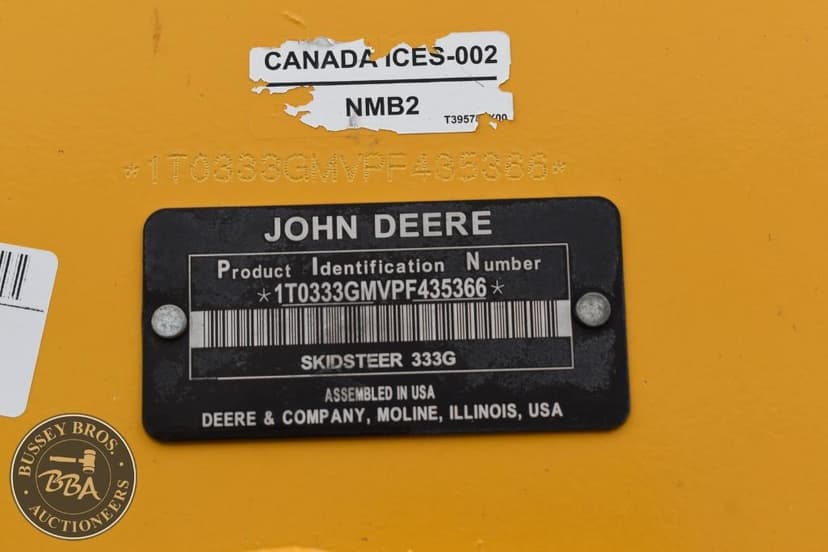 CANADA ICES-002
NMB2
*1T0333GMVPF435366*
JOHN DEERE
Product Identification Number
*1T0333GMVPF435366*
SKIDSTEER 333G
ASSEMBLED IN USA
DEERE & COMPANY, MOLINE, ILLINOIS, USA
BUSSEY BROS.
BBA
AUCTIONEERS